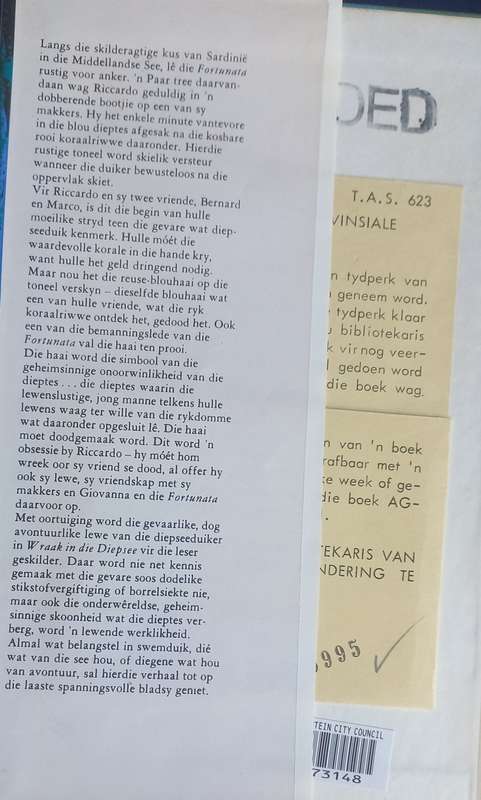 Langs die skilderagtige kus van Sardinië
in die Middellandse See, lê die Fortunata
rustig voor anker. 'n Paar tree daarvan-
daan wag Riccardo geduldig in 'n
dobberende bootjie op een van sy
makkers. Hy het enkele minute vantevore
in die blou dieptes afgesak na die kosbare
rooi koraalriwwe daaronder. Hierdie
rustige toneel word skielik versteur
wanneer die duiker bewusteloos na die
oppervlak skiet.
Vir Riccardo en sy twee vriende, Bernard
en Marco, is dit die begin van hulle
moeilike stryd teen die gevare wat diep-
seeduik kenmerk. Hulle móét die
waardevolle korale in die hande kry,
want hulle het geld dringend nodig.
Maar nou het die reuse-blouhaai op die
toneel verskyn – dieselfde blouhaai wat
een van hulle vriende, wat die ryk
koraalriwwe ontdek het, gedood het. Ook
een van die bemanningslede van die
Fortunata val die haai ten prooi.
Die haai word die simbool van die
geheimsinnige onoorwinlikheid van die
dieptes . . . die dieptes waarin die
lewenslustige, jong manne telkens hulle
lewens waag ter wille van die rykdomme
wat daaronder opgesluit lê. Die haai
moet doodgemaak word. Dit word 'n
obsessie by Riccardo – hy móét hom
wreek oor sy vriend se dood, al offer hy
ook sy lewe, sy vriendskap met sy
makkers en Giovanna en die Fortunata
daarvoor op.
Met oortuiging word die gevaarlike, dog
avontuurlike lewe van die diepseeduiker
in Wraak in die Diepsee vir die leser
geskilder. Daar word nie net kennis
gemaak met die gevare soos dodelike
stikstofvergiftiging of borrelsiekte nie,
maar ook die onderwêreldse, geheim-
sinnige skoonheid wat die dieptes ver-
berg, word 'n lewende werklikheid.
Almal wat belangstel in swemduik, dié
wat van die see hou, of diegene wat hou
van avontuur, sal hierdie verhaal tot op
die laaste spanningsvolle bladsy geniet.
OED
T.A.S. 623
VINSIALE
n tydperk van
geneem word.
tydperk klaar
bibliotekaris
k vir nog veer-
gedoen word
die boek wag.
n van 'n boek
rafbaar met 'n
ke week of ge-
die boek AG-
.
TEKARIS VAN
NDERING TE
995
TEIN CITY COUNCIL
73148